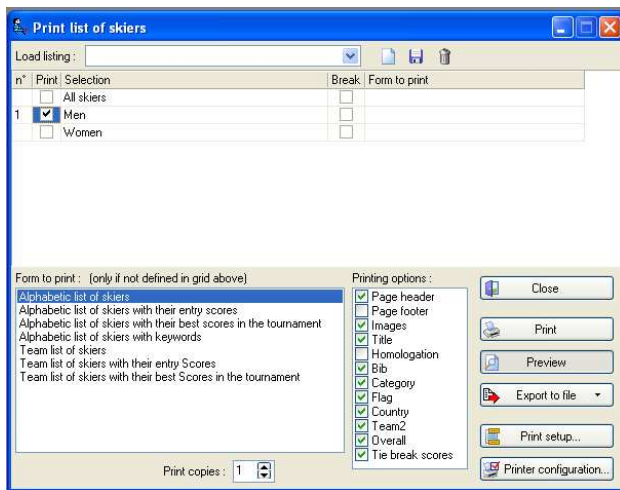 Print list of skiers
Load listing :
n° Print Selection Break Form to print
All skiers
1 Men
Women
Form to print : (only if not defined in grid above)
Alphabetic list of skiers
Alphabetic list of skiers with their entry scores
Alphabetic list of skiers with their best scores in the tournament
Alphabetic list of skiers with keywords
Team list of skiers
Team list of skiers with their entry Scores
Team list of skiers with their best Scores in the tournament
Print copies : 1
Printing options :
Page header
Page footer
Images
Title
Homologation
Bib
Category
Flag
Country
Team2
Overall
Tie break scores
Close
Print
Preview
Export to file
Print setup...
Printer configuration...